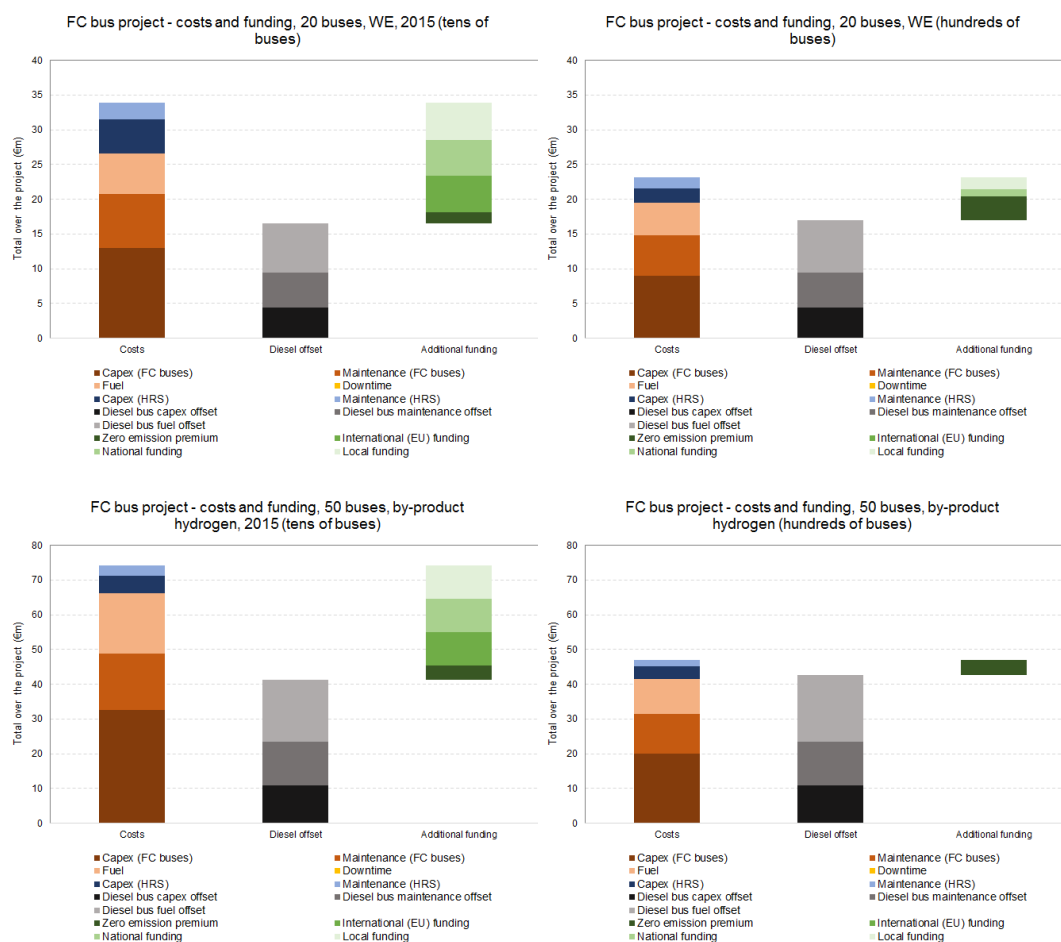 FC bus project - costs and funding, 20 buses, WE, 2015 (tens of
buses)
Total over the project (€m)
40
35
30
25
20
15
10
5
0
Costs
Diesel offset
Additional funding
Capex (FC buses)
Maintenance (FC buses)
Fuel
Downtime
Capex (HRS)
Maintenance (HRS)
Diesel bus capex offset
Diesel bus maintenance offset
Diesel bus fuel offset
Zero emission premium
International (EU) funding
National funding
Local funding
FC bus project - costs and funding, 20 buses, WE (hundreds of
buses)
Total over the project (€m)
40
35
30
25
20
15
10
5
0
Costs
Diesel offset
Additional funding
Capex (FC buses)
Maintenance (FC buses)
Fuel
Downtime
Capex (HRS)
Maintenance (HRS)
Diesel bus capex offset
Diesel bus maintenance offset
Diesel bus fuel offset
Zero emission premium
International (EU) funding
National funding
Local funding
FC bus project - costs and funding, 50 buses, by-product
hydrogen, 2015 (tens of buses)
Total over the project (€m)
80
70
60
50
40
30
20
10
0
Costs
Diesel offset
Additional funding
Capex (FC buses)
Maintenance (FC buses)
Fuel
Downtime
Capex (HRS)
Maintenance (HRS)
Diesel bus capex offset
Diesel bus maintenance offset
Diesel bus fuel offset
Zero emission premium
International (EU) funding
National funding
Local funding
FC bus project - costs and funding, 50 buses, by-product
hydrogen (hundreds of buses)
Total over the project (€m)
80
70
60
50
40
30
20
10
0
Costs
Diesel offset
Additional funding
Capex (FC buses)
Maintenance (FC buses)
Fuel
Downtime
Capex (HRS)
Maintenance (HRS)
Diesel bus capex offset
Diesel bus maintenance offset
Diesel bus fuel offset
Zero emission premium
International (EU) funding
National funding
Local funding